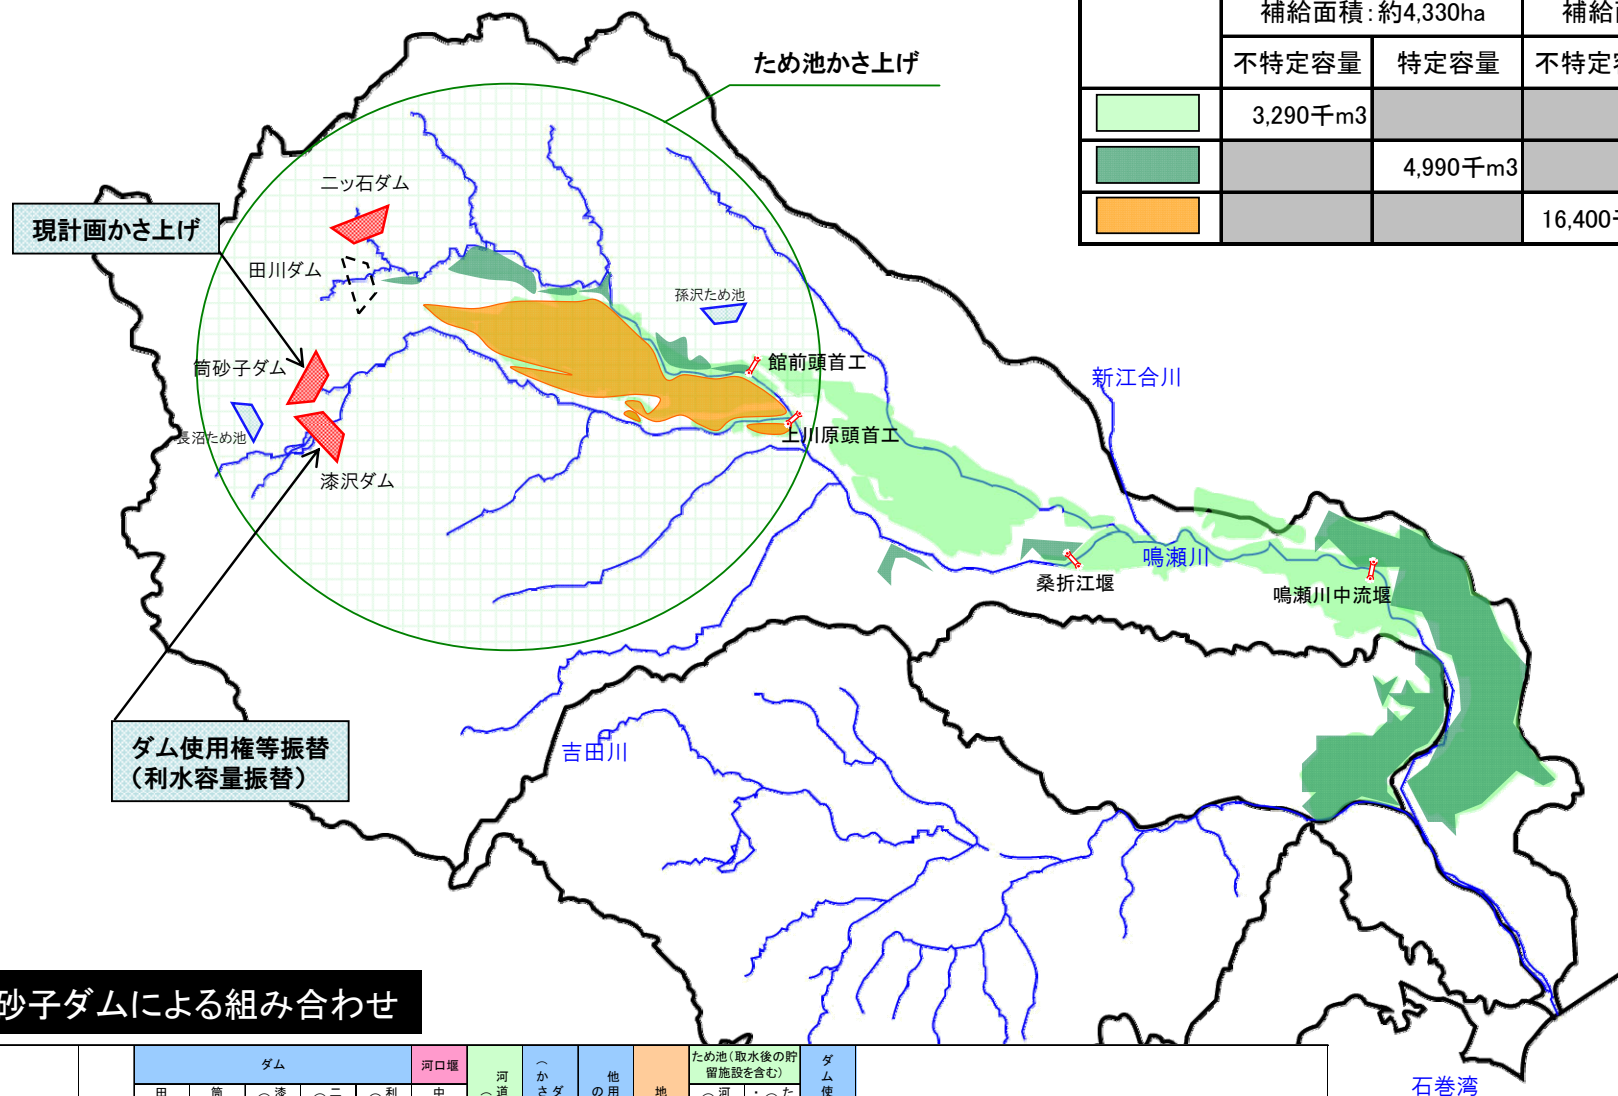 補給面積:約4,330ha
不特定容量
特定容量
3,290千m3
4,990千m3
16,400
ため池かさ上げ
二ッ石ダム
現計画かさ上げ
田川ダム
孫沢ため池
筒砂子ダム
館前頭首工
新江合川
長沼ため池
上川原頭首工
漆沢ダム
鳴瀬川
桑折江堰
鳴瀬川中流堰
ダム使用権等振替
(利水容量振替)
吉田川
砂子ダムによる組み合わせ
ダム
河口堰
ため池(取水後の貯
留施設を含む)
石巻湾